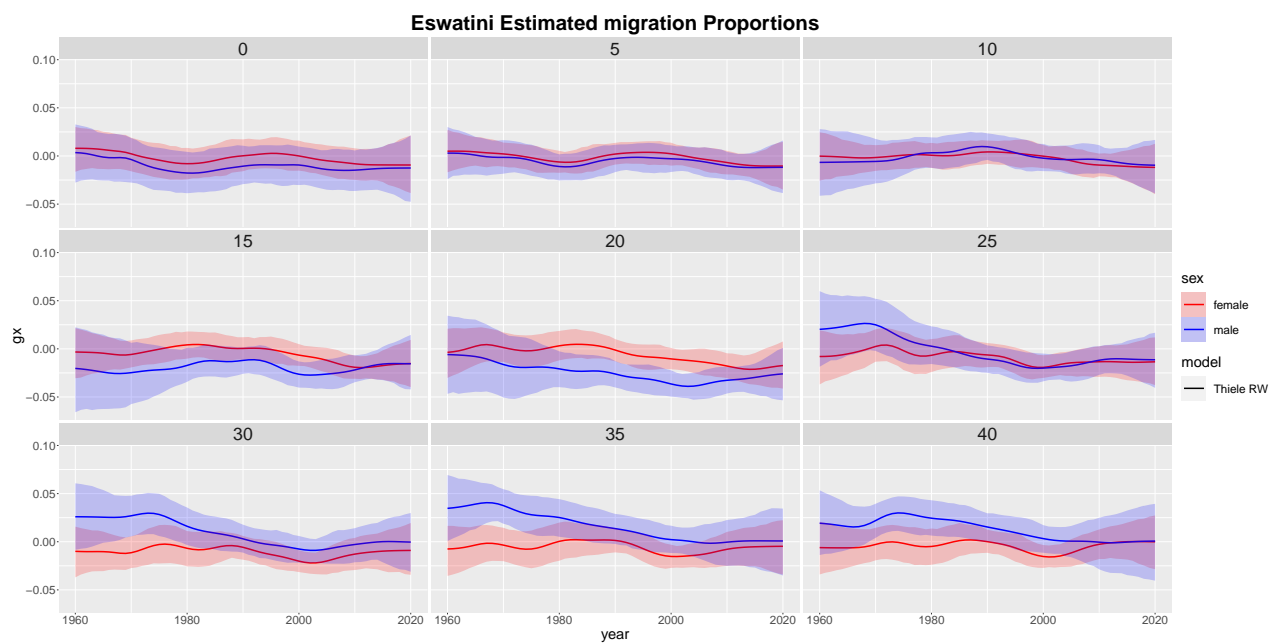 Eswatini Estimated migration Proportions
0 5 10
0.10
0.05
0.00
−0.05
15 20 25
0.10
0.05
0.00
−0.05
30 35 40
0.10
0.05
0.00
−0.05
1960 1980 2000 2020 1960 1980 2000 2020 1960 1980 2000 2020
year
gx
sex
female
male
model
Thiele RW